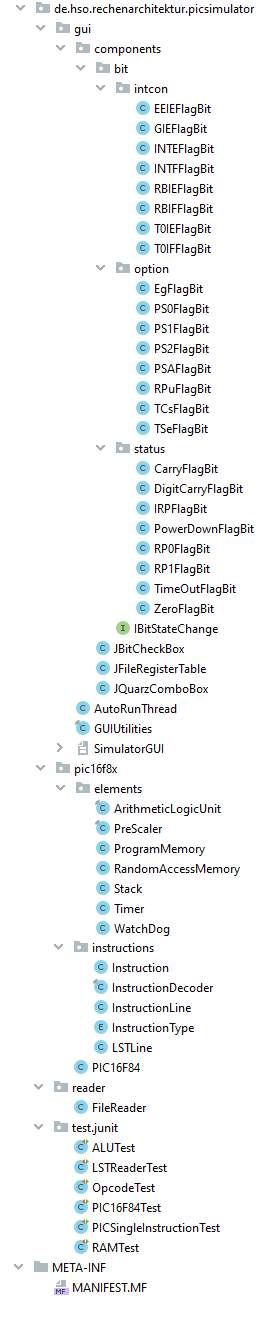 de.hso.rechenarchitektur.picsimulator
gui
components
bit
intcon
EEIEFlagBit
GIEFlagBit
INTEFlagBit
INTFFlagBit
RBIEFlagBit
RBIFFlagBit
T0IEFlagBit
T0IFFlagBit
option
EgFlagBit
PS0FlagBit
PS1FlagBit
PS2FlagBit
PSAFlagBit
RPuFlagBit
TCsFlagBit
TSeFlagBit
status
CarryFlagBit
DigitCarryFlagBit
IRPFlagBit
PowerDownFlagBit
RP0FlagBit
RP1FlagBit
TimeOutFlagBit
ZeroFlagBit
I IBitStateChange
C JBitCheckBox
C JFileRegisterTable
C JQuarzComboBox
C AutoRunThread
C GUIUtilities
SimulatorGUI
pic16f8x
elements
C ArithmeticLogicUnit
C PreScaler
C ProgramMemory
C RandomAccessMemory
C Stack
C Timer
C WatchDog
instructions
C Instruction
C InstructionDecoder
C InstructionLine
E InstructionType
C LSTLine
C PIC16F84
reader
C FileReader
test.junit
C ALUTest
C LSTReaderTest
C OpcodeTest
C PIC16F84Test
C PICSingleInstructionTest
C RAMTest
META-INF
MF MANIFEST.MF